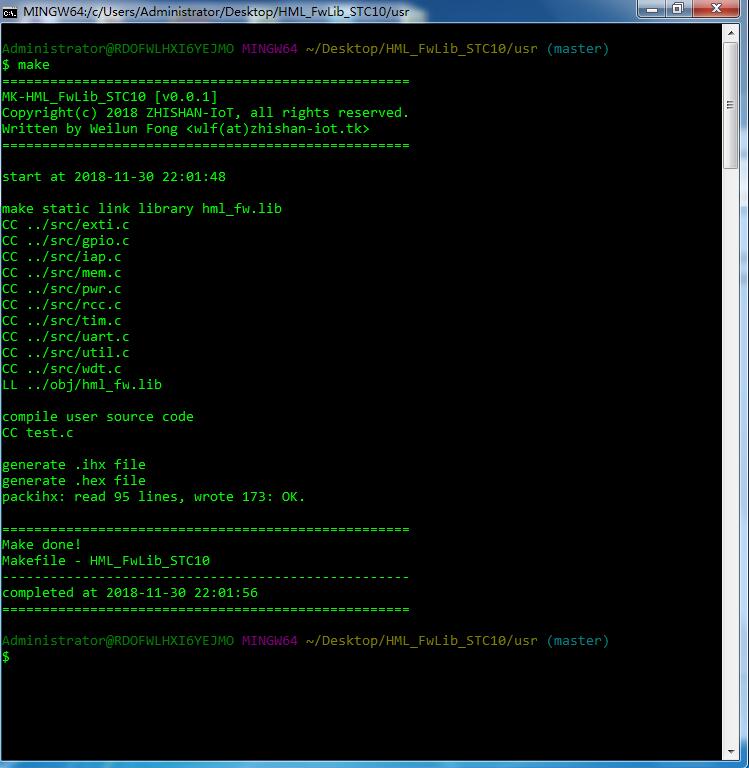 MINGW64:/c/Users/Administrator/Desktop/HML_FwLib_STC10/usr
Administrator@RDOFWLHXI6YEJMO MINGW64 ~/Desktop/HML_FwLib_STC10/usr (master)
$ make
===================================================
MK-HML_FwLib_STC10 [v0.0.1]
Copyright(c) 2018 ZHISHAN-IoT, all rights reserved.
Written by Weilun Fong <wlf(at)zhishan-iot.tk>
===================================================
start at 2018-11-30 22:01:48
make static link library hml_fw.lib
CC ../src/exti.c
CC ../src/gpio.c
CC ../src/iap.c
CC ../src/mem.c
CC ../src/pwr.c
CC ../src/rcc.c
CC ../src/tim.c
CC ../src/uart.c
CC ../src/util.c
CC ../src/wdt.c
LL ../obj/hml_fw.lib
compile user source code
CC test.c
generate .ihx file
generate .hex file
packihx: read 95 lines, wrote 173: OK.
===================================================
Make done!
Makefile - HML_FwLib_STC10
---------------------------------------------------
completed at 2018-11-30 22:01:56
===================================================
Administrator@RDOFWLHXI6YEJMO MINGW64 ~/Desktop/HML_FwLib_STC10/usr (master)
$